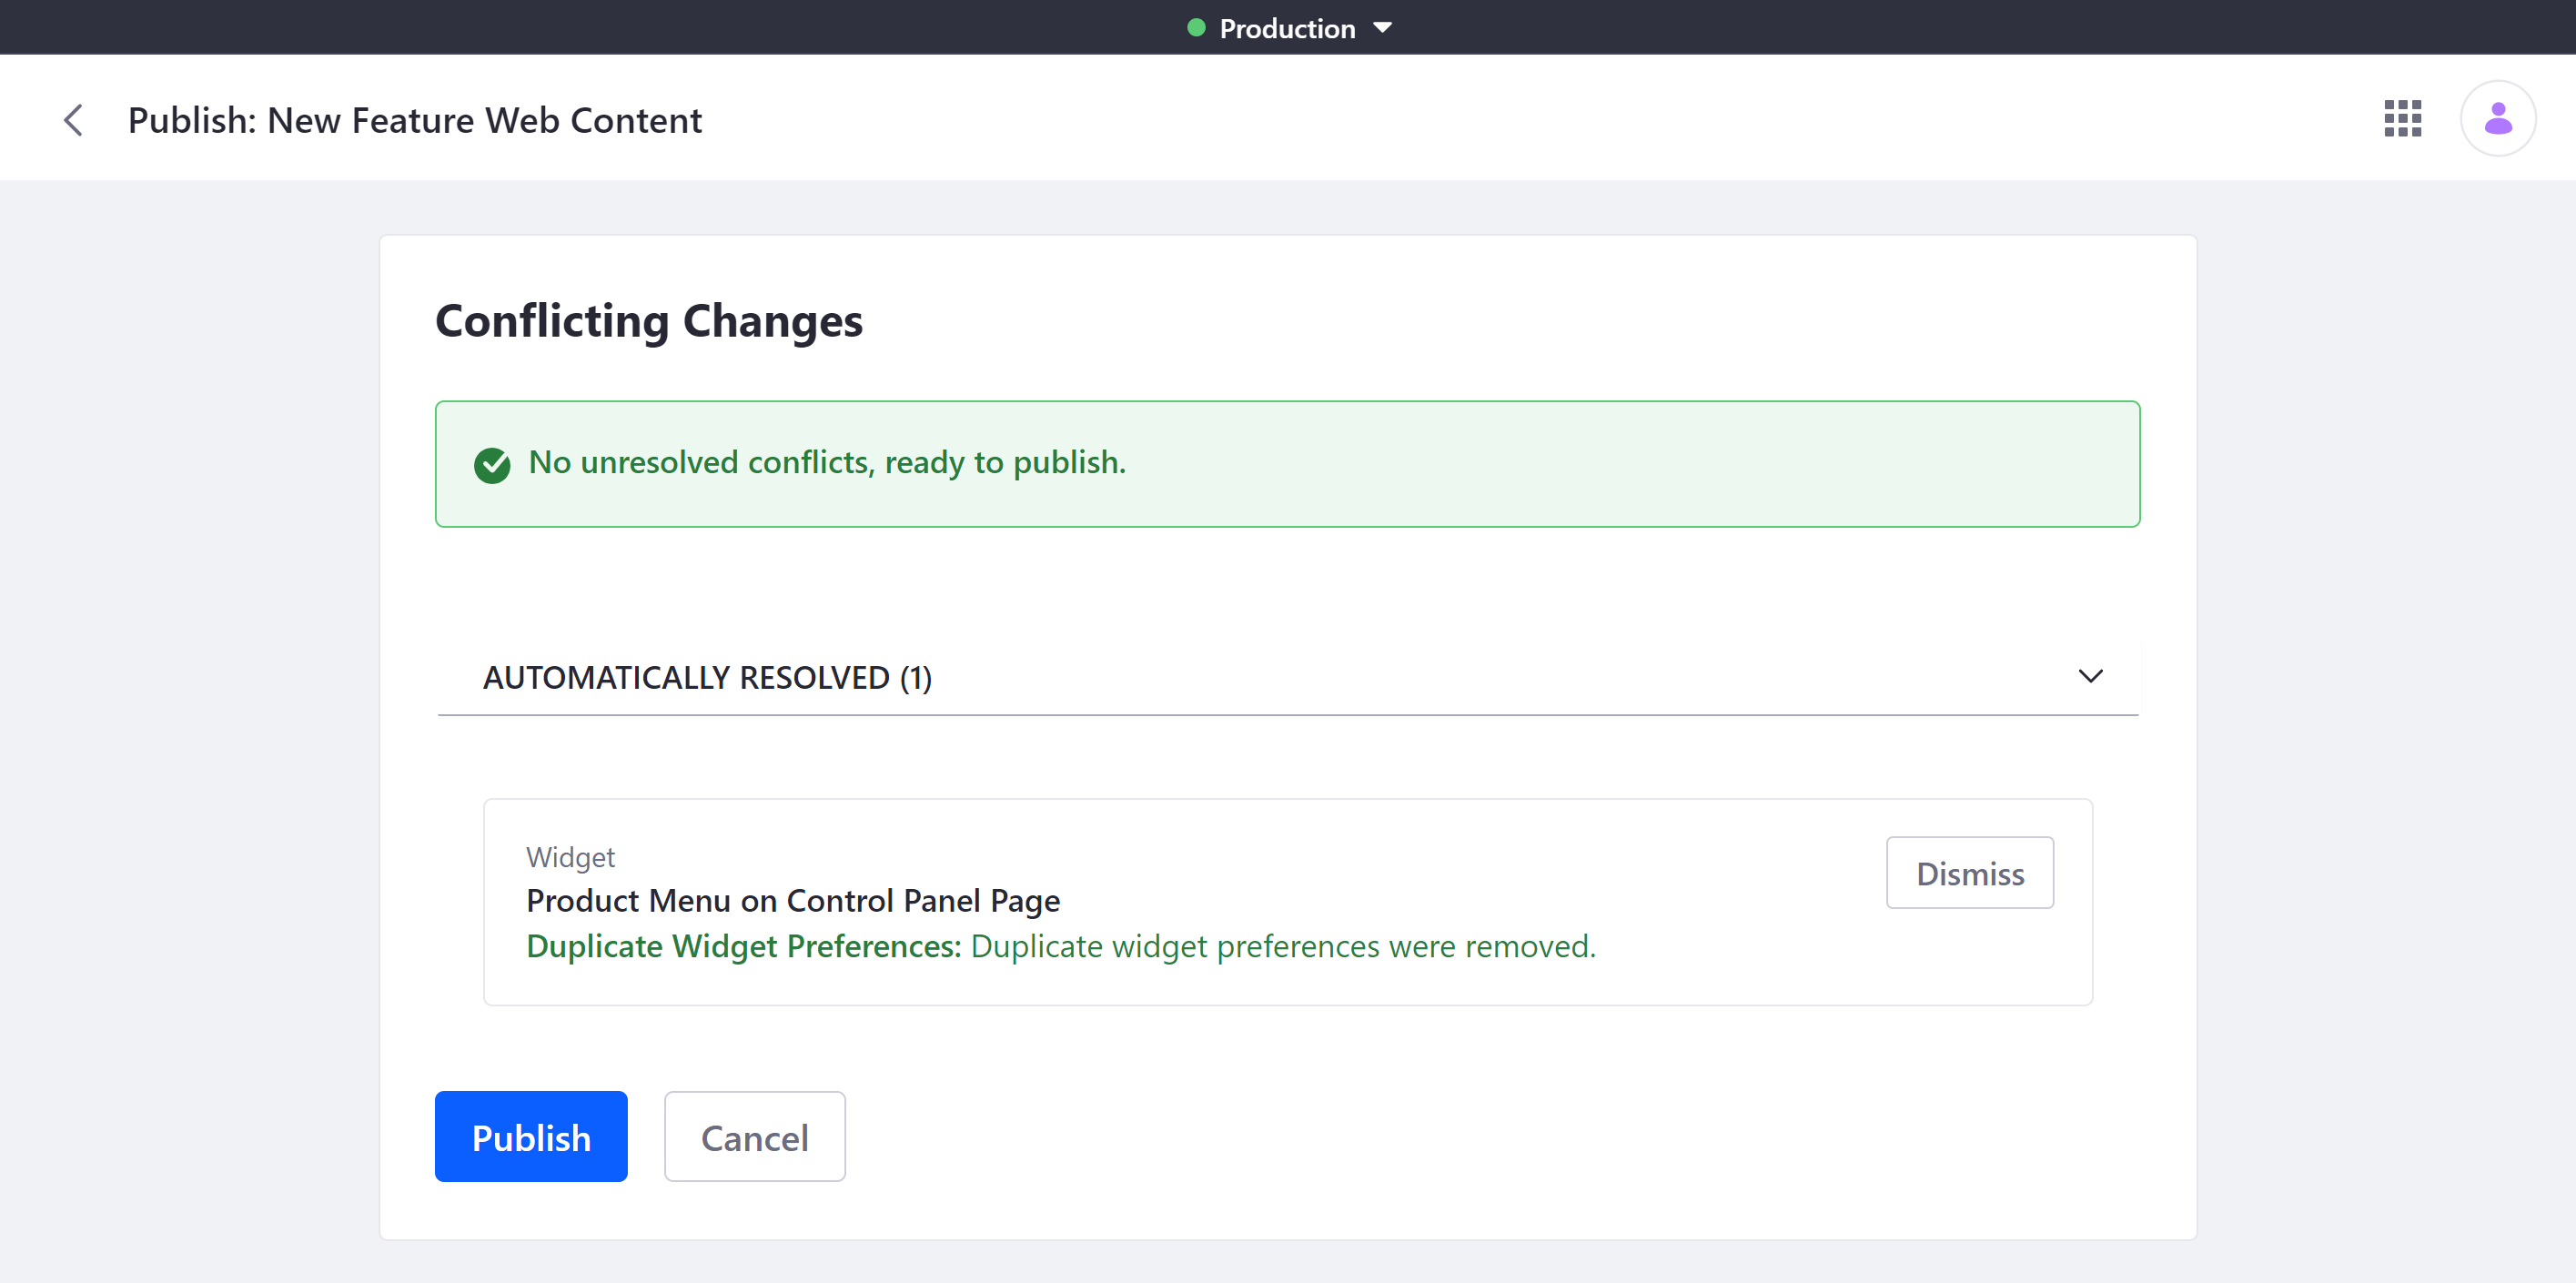 Production
Publish: New Feature Web Content
Conflicting Changes
No unresolved conflicts, ready to publish.
AUTOMATICALLY RESOLVED (1)
Widget
Dismiss
Product Menu on Control Panel Page
Duplicate Widget Preferences: Duplicate widget preferences were removed.
Publish
Cancel